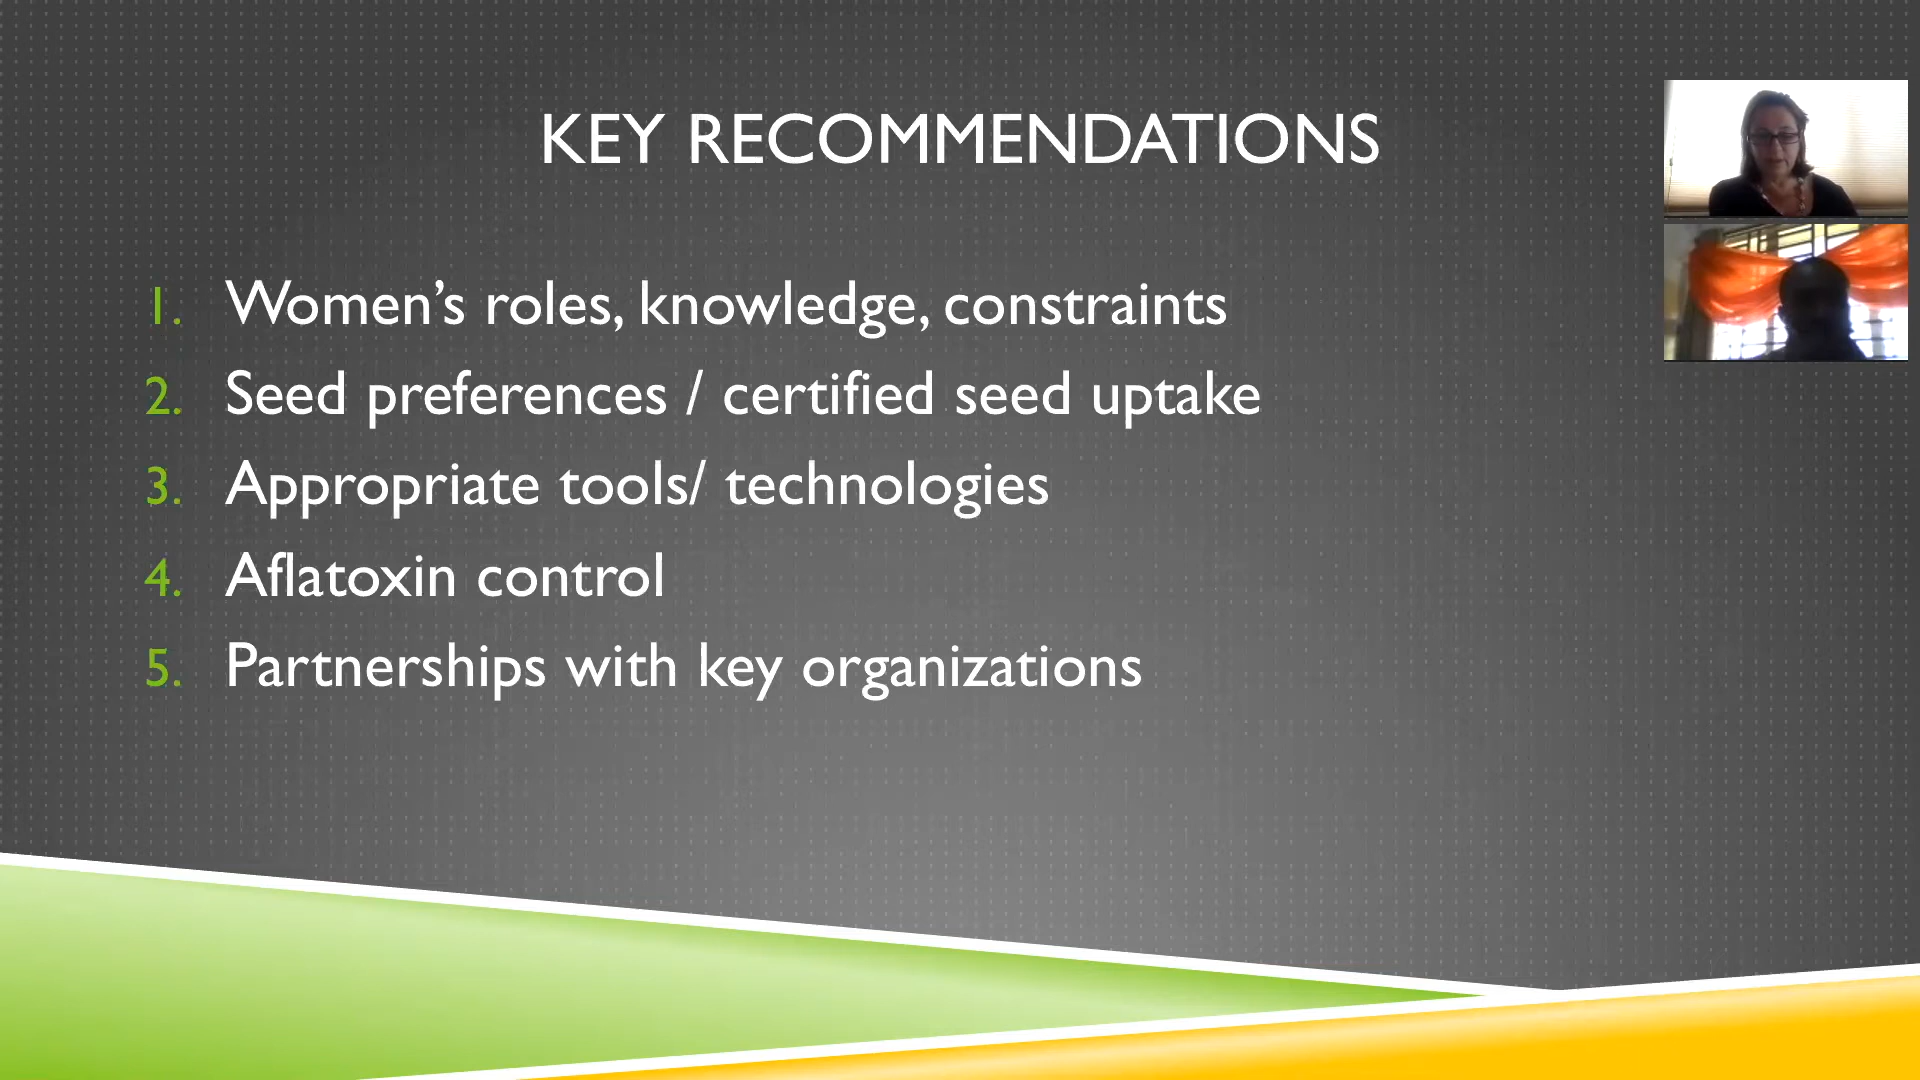 KEY RECOMMENDATIONS
1. Women’s roles, knowledge, constraints
2. Seed preferences / certified seed uptake
3. Appropriate tools/ technologies
4. Aflatoxin control
5. Partnerships with key organizations